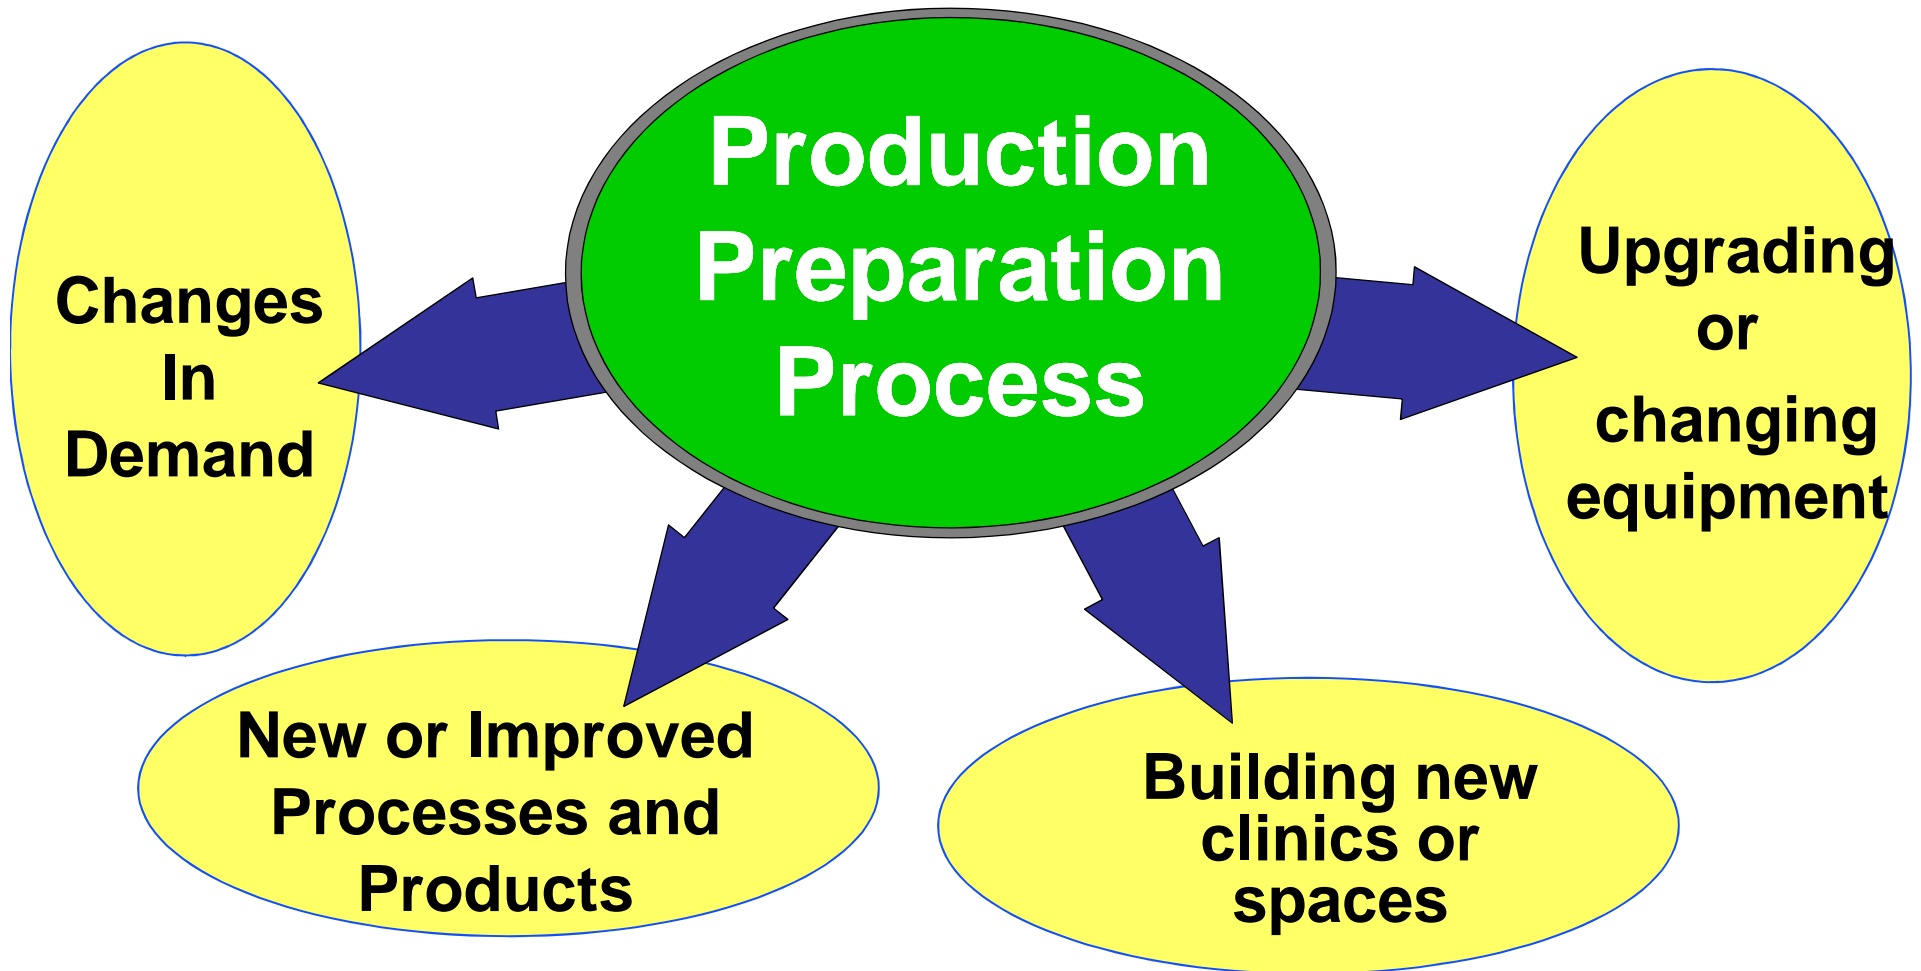 Production
Preparation
Process
Changes
In
Demand
New or Improved
Processes and
Products
Building new
clinics or
spaces
Upgrading
or
changing
equipment